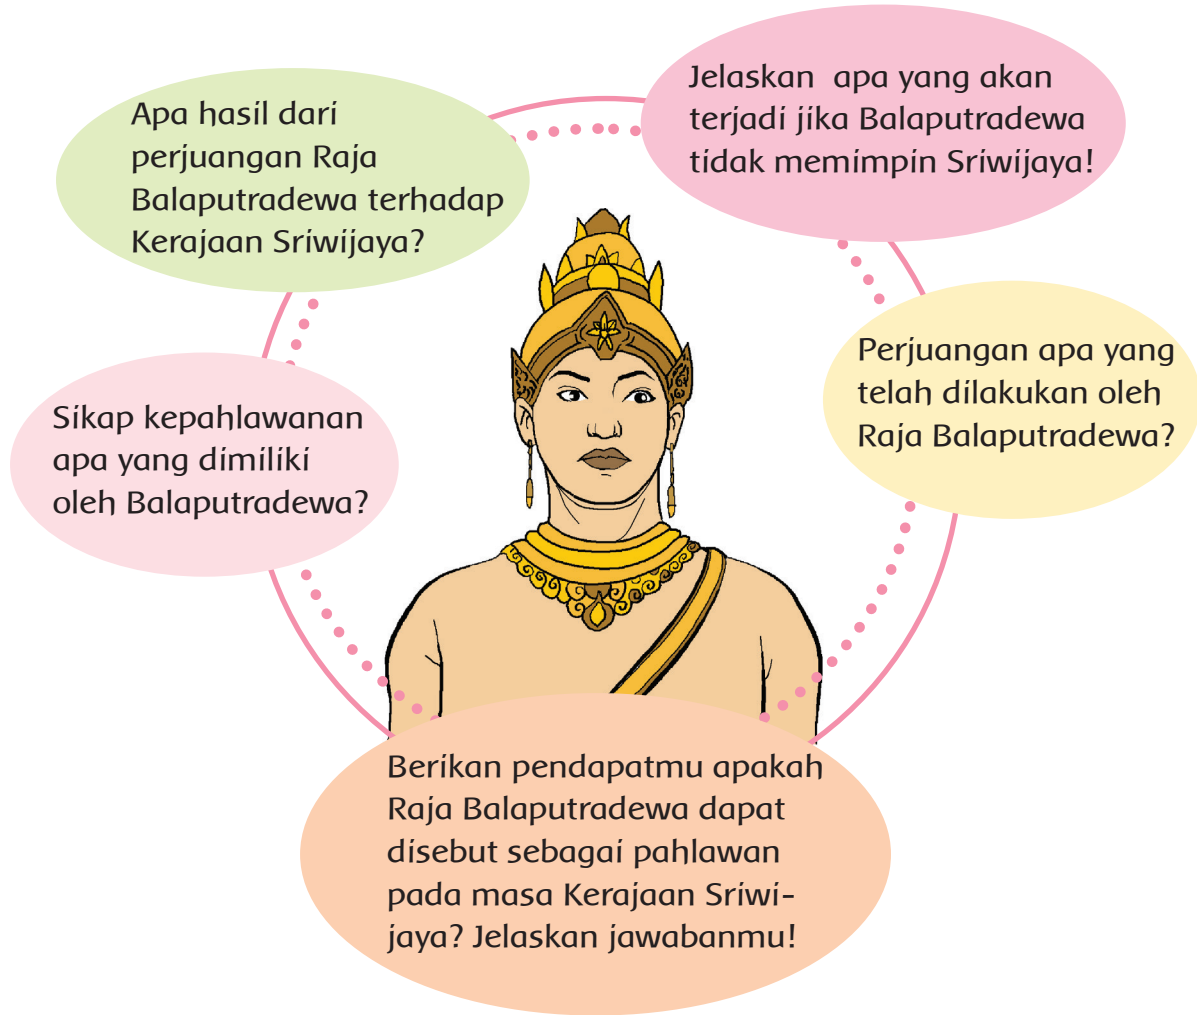 Apa hasil dari
perjuangan Raja
Balaputradewa terhadap
Kerajaan Sriwijaya?
Jelaskan apa yang akan
terjadi jika Balaputradewa
tidak memimpin Sriwijaya!
Sikap kepahlawanan
apa yang dimiliki
oleh Balaputradewa?
Perjuangan apa yang
telah dilakukan oleh
Raja Balaputradewa?
Berikan pendapatmu apakah
Raja Balaputradewa dapat
disebut sebagai pahlawan
pada masa Kerajaan Sriwi-
jaya? Jelaskan jawabanmu!